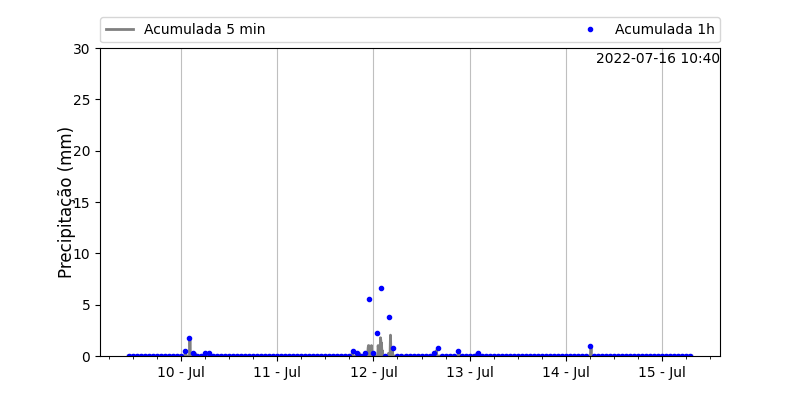 Acumulada 5 min
Acumulada 1h
2022-07-16 10:40
Precipitação (mm)
30
25
20
15
10
5
0
10 - Jul
11 - Jul
12 - Jul
13 - Jul
14 - Jul
15 - Jul